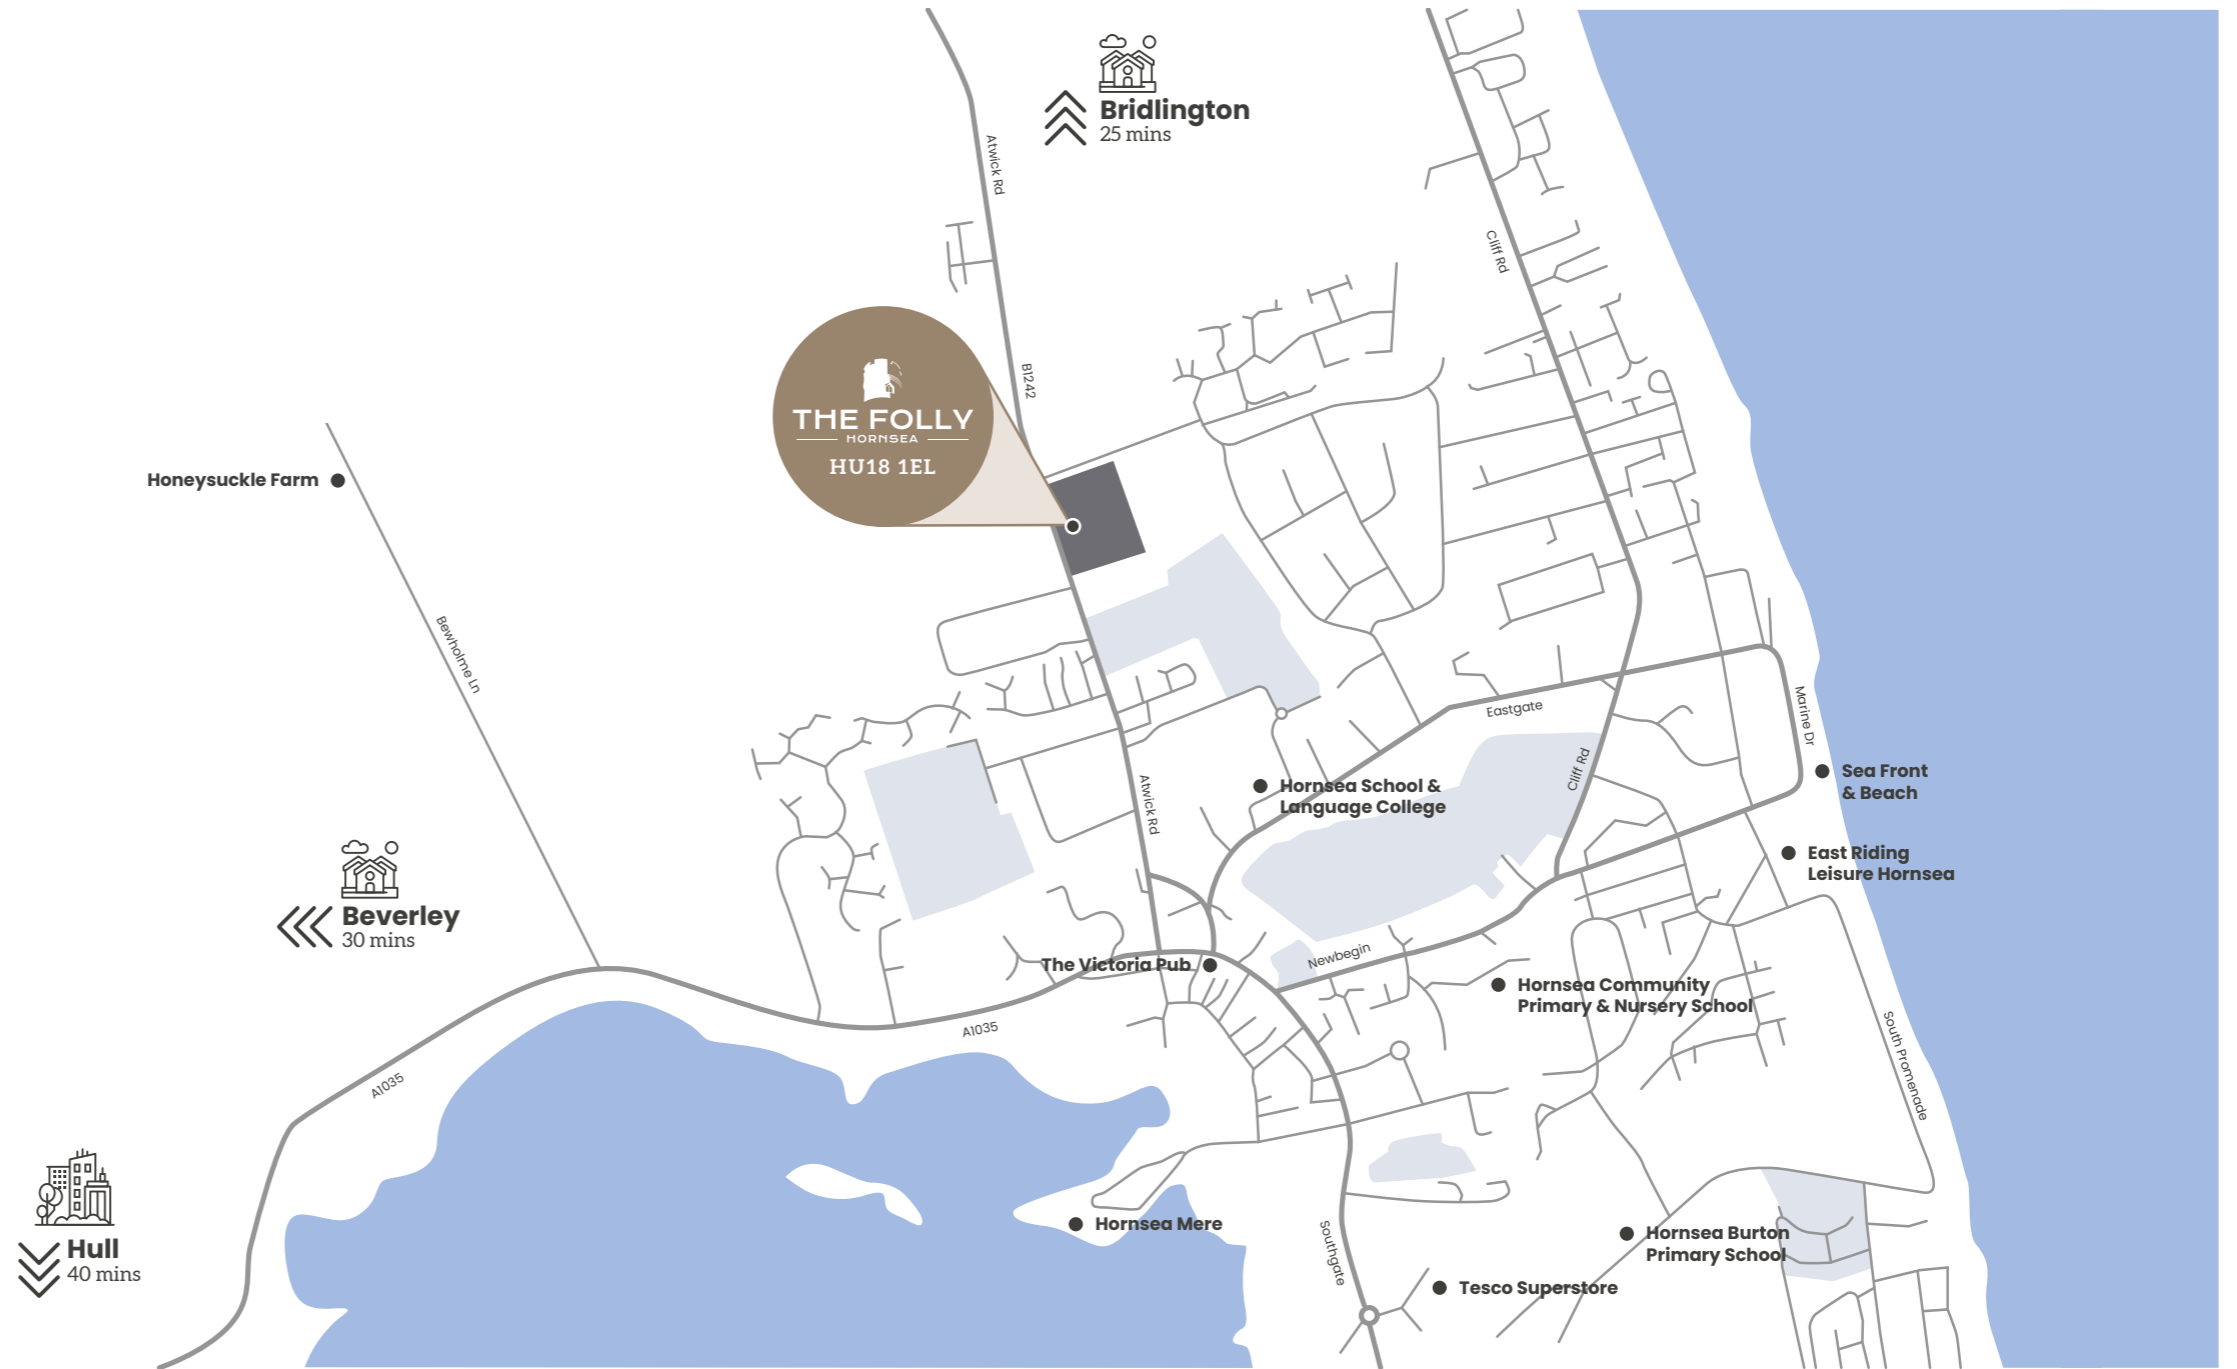 Bridlington
25 mins
Atwick Rd
Cliff Rd
B1242
THE FOLLY
HORNSEA
HU18 1EL
Honeysuckle Farm
Bewholme Ln
Eastgate
Marine Dr
Cliff Rd
Atwick Rd
Hornsea School &
Language College
Sea Front
& Beach
East Riding
Leisure Hornsea
Beverley
30 mins
The Victoria Pub
Newbegin
Hornsea Community
Primary & Nursery School
A1035
A1035
South Promenade
Hornsea Mere
Southgate
Hornsea Burton
Primary School
Hull
40 mins
Tesco Superstore